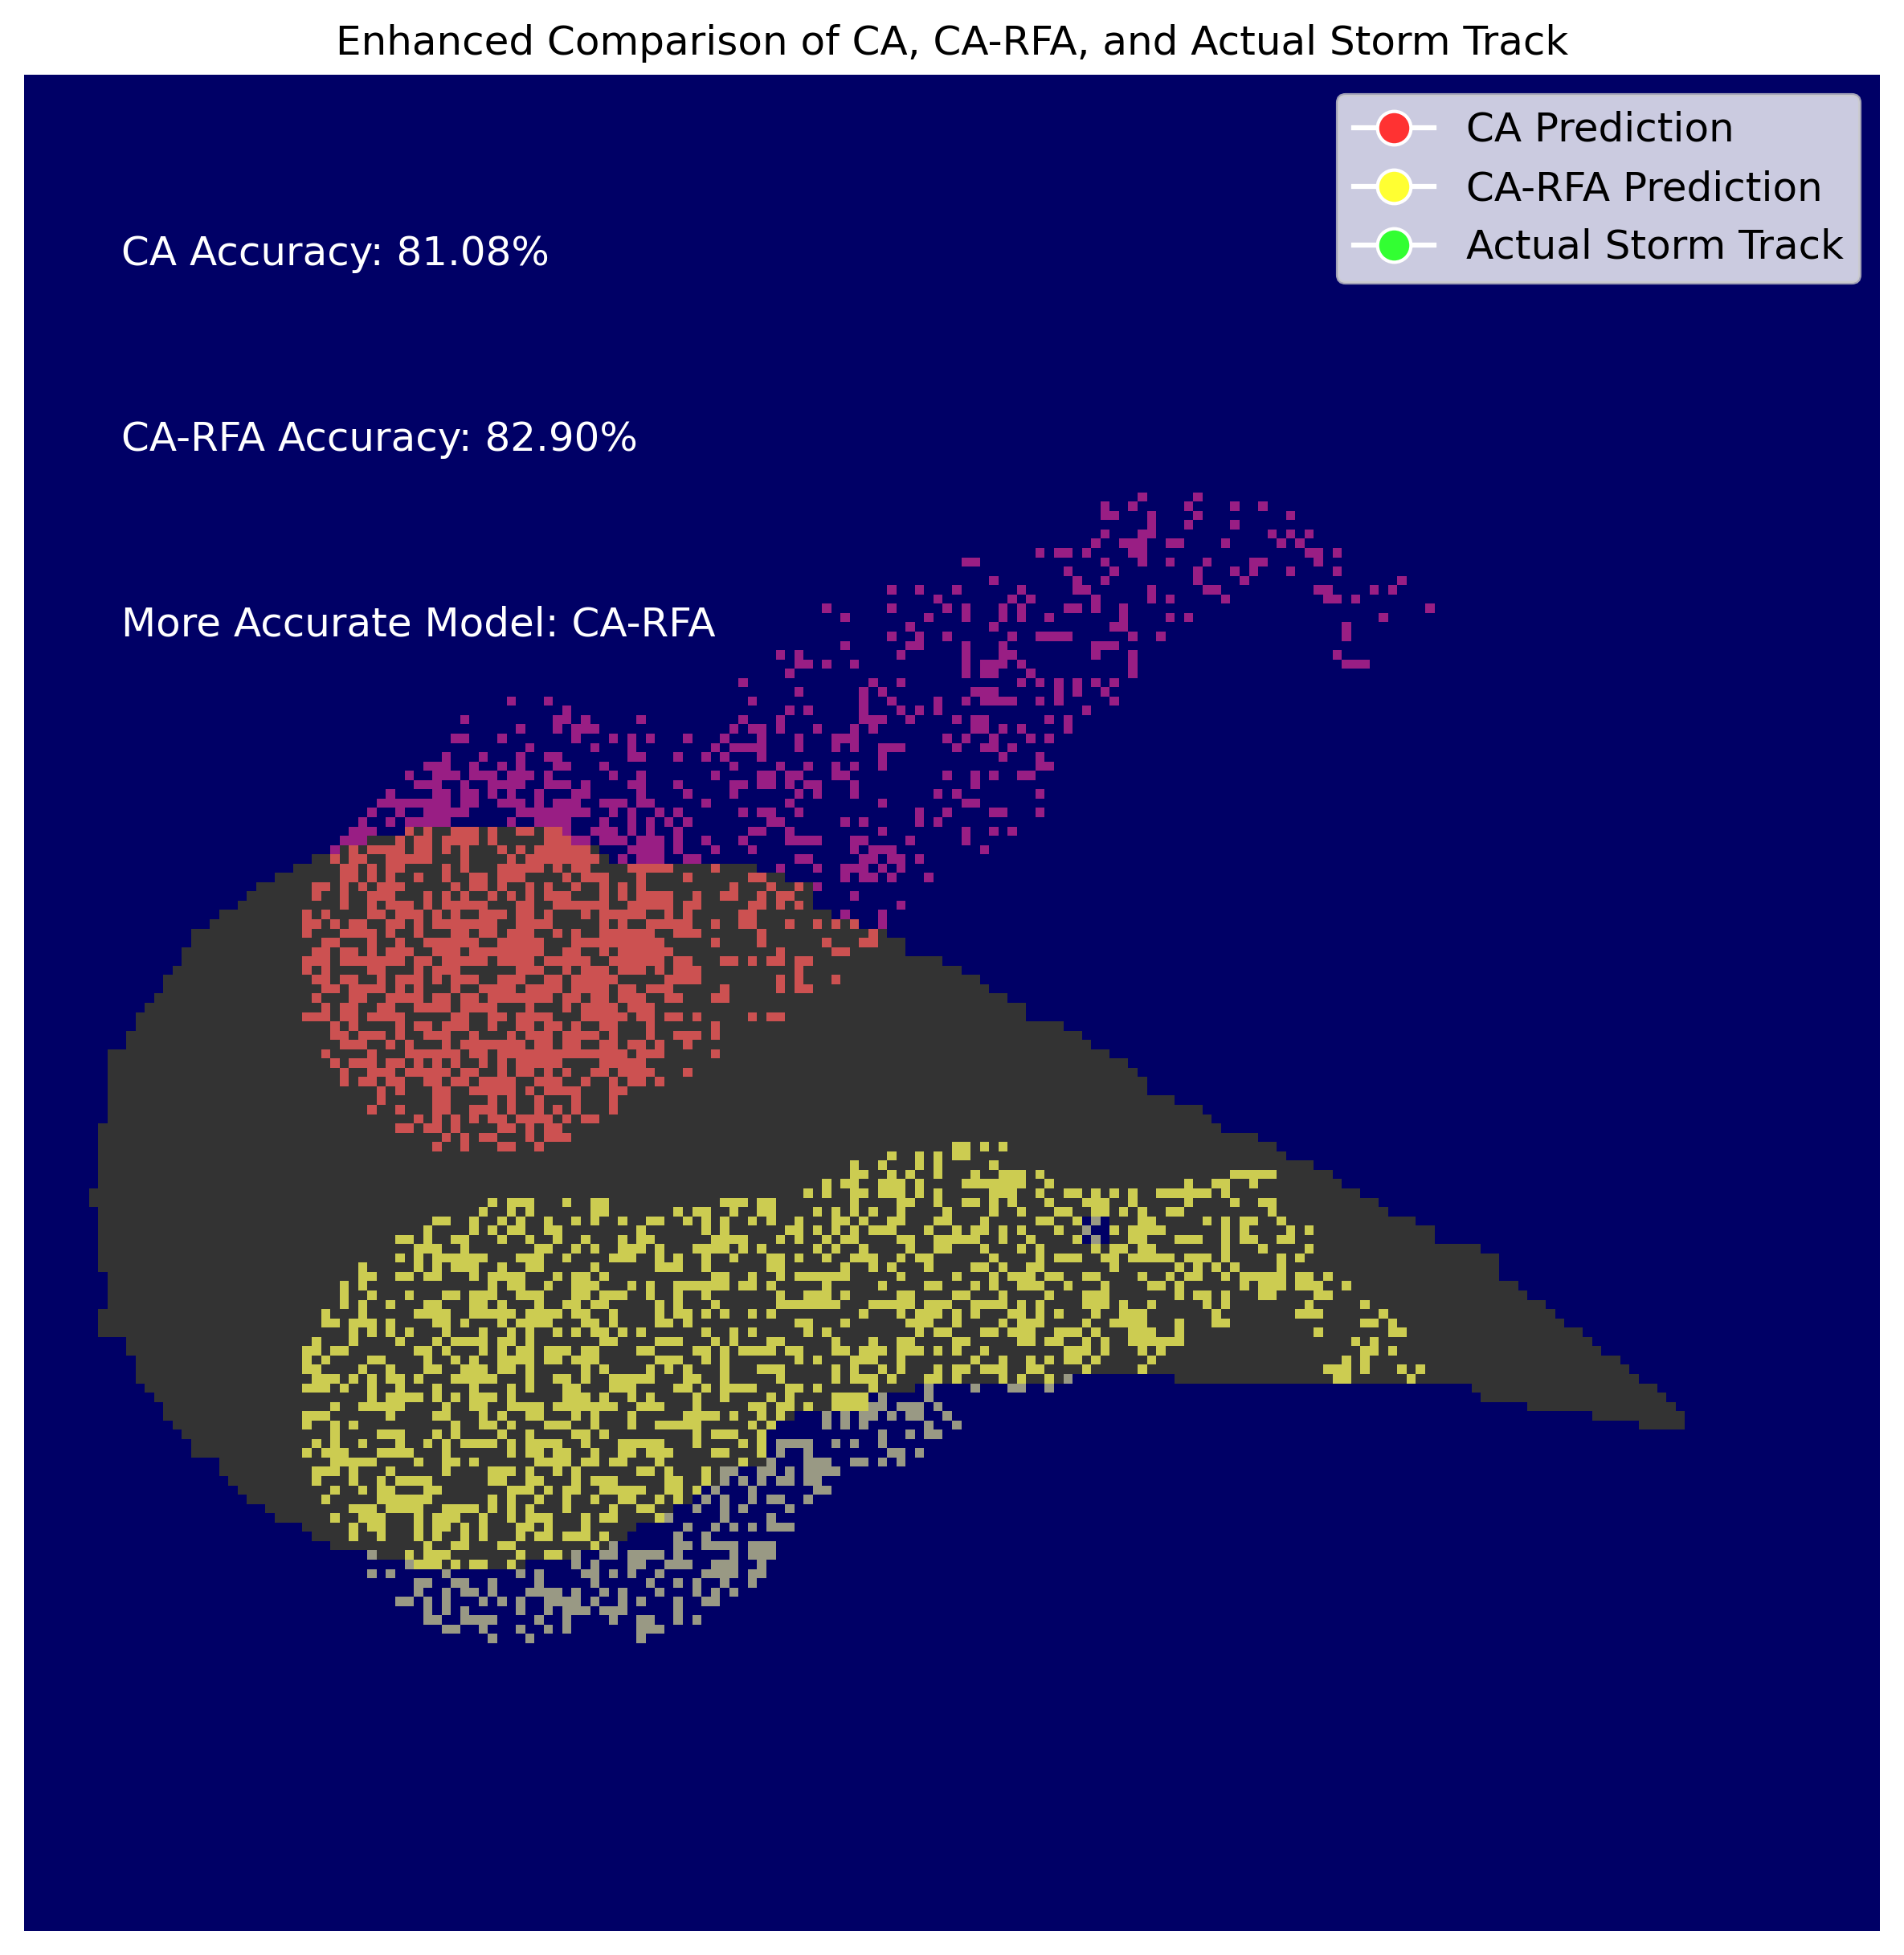 Enhanced Comparison of CA, CA-RFA, and Actual Storm Track
CA Prediction
CA-RFA Prediction
Actual Storm Track
CA Accuracy: 81.08%
CA-RFA Accuracy: 82.90%
More Accurate Model: CA-RFA